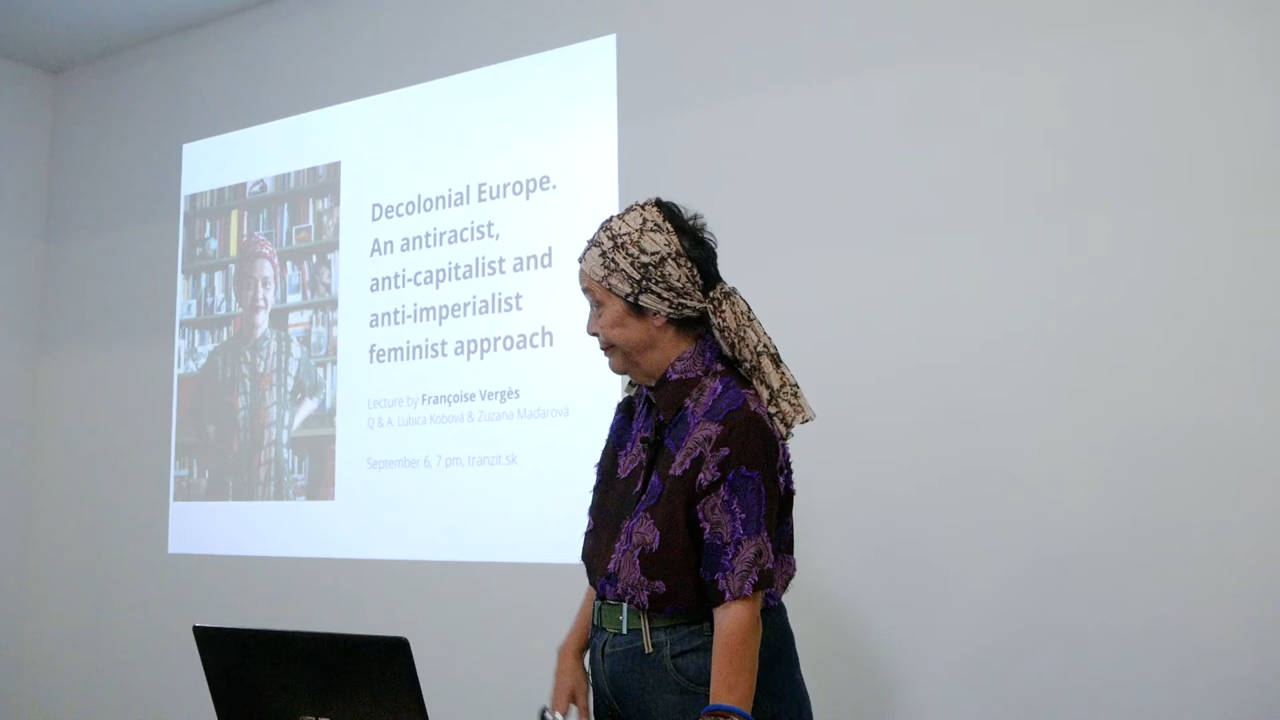 Decolonial Europe.
An antiracist,
anti-capitalist and
anti-imperialist
feminist approach
Lecture by Françoise Vergès
Q & A: Ľubica Kobová & Zuzana Maďarová
September 6, 7 pm, tranzit.sk